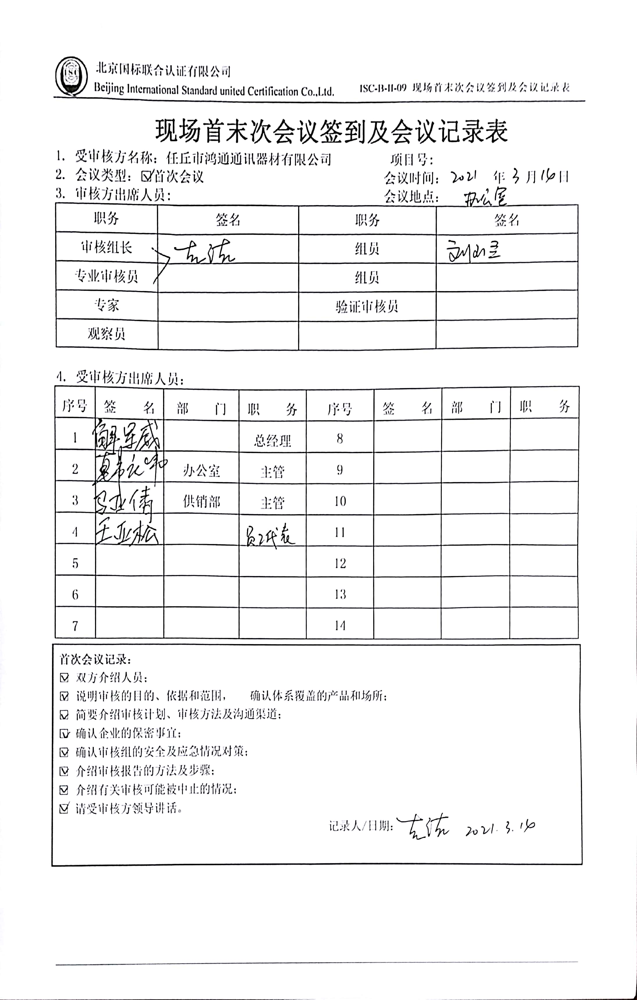 ISC
北京国标联合认证有限公司
Beijing International Standard united Certification Co.,Ltd.
ISC-B-II-09 现场首末次会议签到及会议记录表
现场首末次会议签到及会议记录表
1. 受审核方名称：任丘市鸿通通讯器材有限公司 项目号：
2. 会议类型：☑首次会议 会议时间：2021 年 3 月 14 日
3. 审核方出席人员： 会议地点：办公室
职务 签名 职务 签名
审核组长 组员
专业审核员 组员
专家 验证审核员
观察员
4. 受审核方出席人员：
序号 签 名 部 门 职 务 序号 签 名 部 门 职 务
1 总经理 8
2 办公室 主管 9
3 马亚倩 供销部 主管 10
4 王亚松 员工代表 11
5 12
6 13
7 14
首次会议记录：
☑ 双方介绍人员；
☑ 说明审核的目的、依据和范围， 确认体系覆盖的产品和场所；
☑ 简要介绍审核计划、审核方法及沟通渠道；
☑ 确认企业的保密事宜；
☑ 确认审核组的安全及应急情况对策；
☑ 介绍审核报告的方法及步骤；
☑ 介绍有关审核可能被中止的情况；
☑ 请受审核方领导讲话。
记录人/日期： 2021.3.14